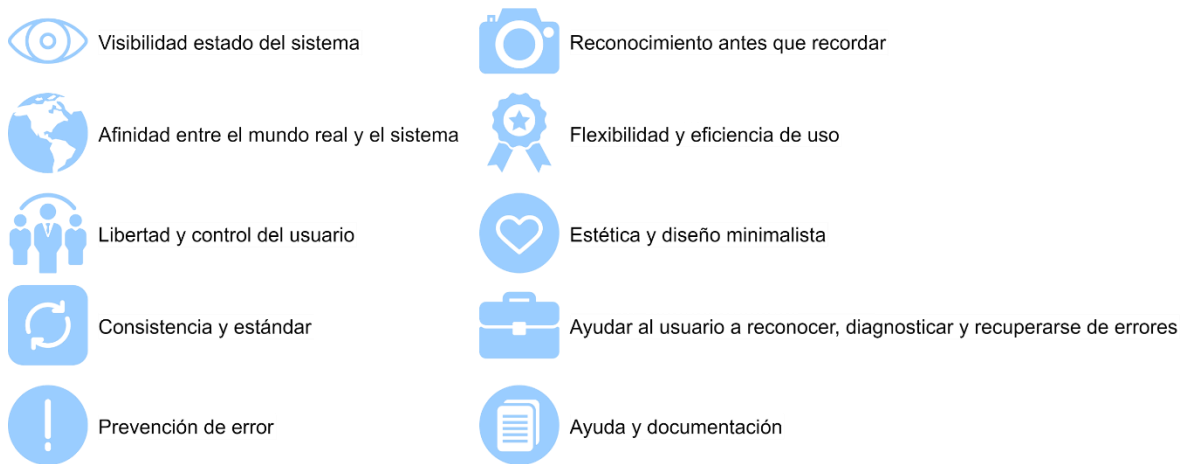 Visibilidad estado del sistema
Afinidad entre el mundo real y el sistema
Libertad y control del usuario
Consistencia y estándar
Prevención de error
Reconocimiento antes que recordar
Flexibilidad y eficiencia de uso
Estética y diseño minimalista
Ayudar al usuario a reconocer, diagnosticar y recuperarse de errores
Ayuda y documentación